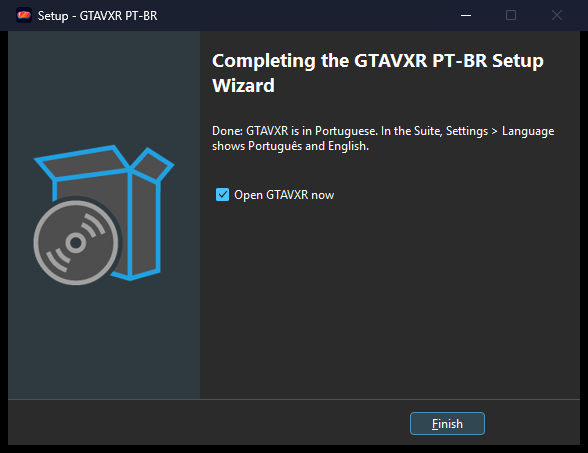 Setup - GTAVXR PT-BR
Completing the GTAVXR PT-BR Setup
Wizard
Done: GTAVXR is in Portuguese. In the Suite, Settings > Language
shows Português and English.
Open GTAVXR now
Finish